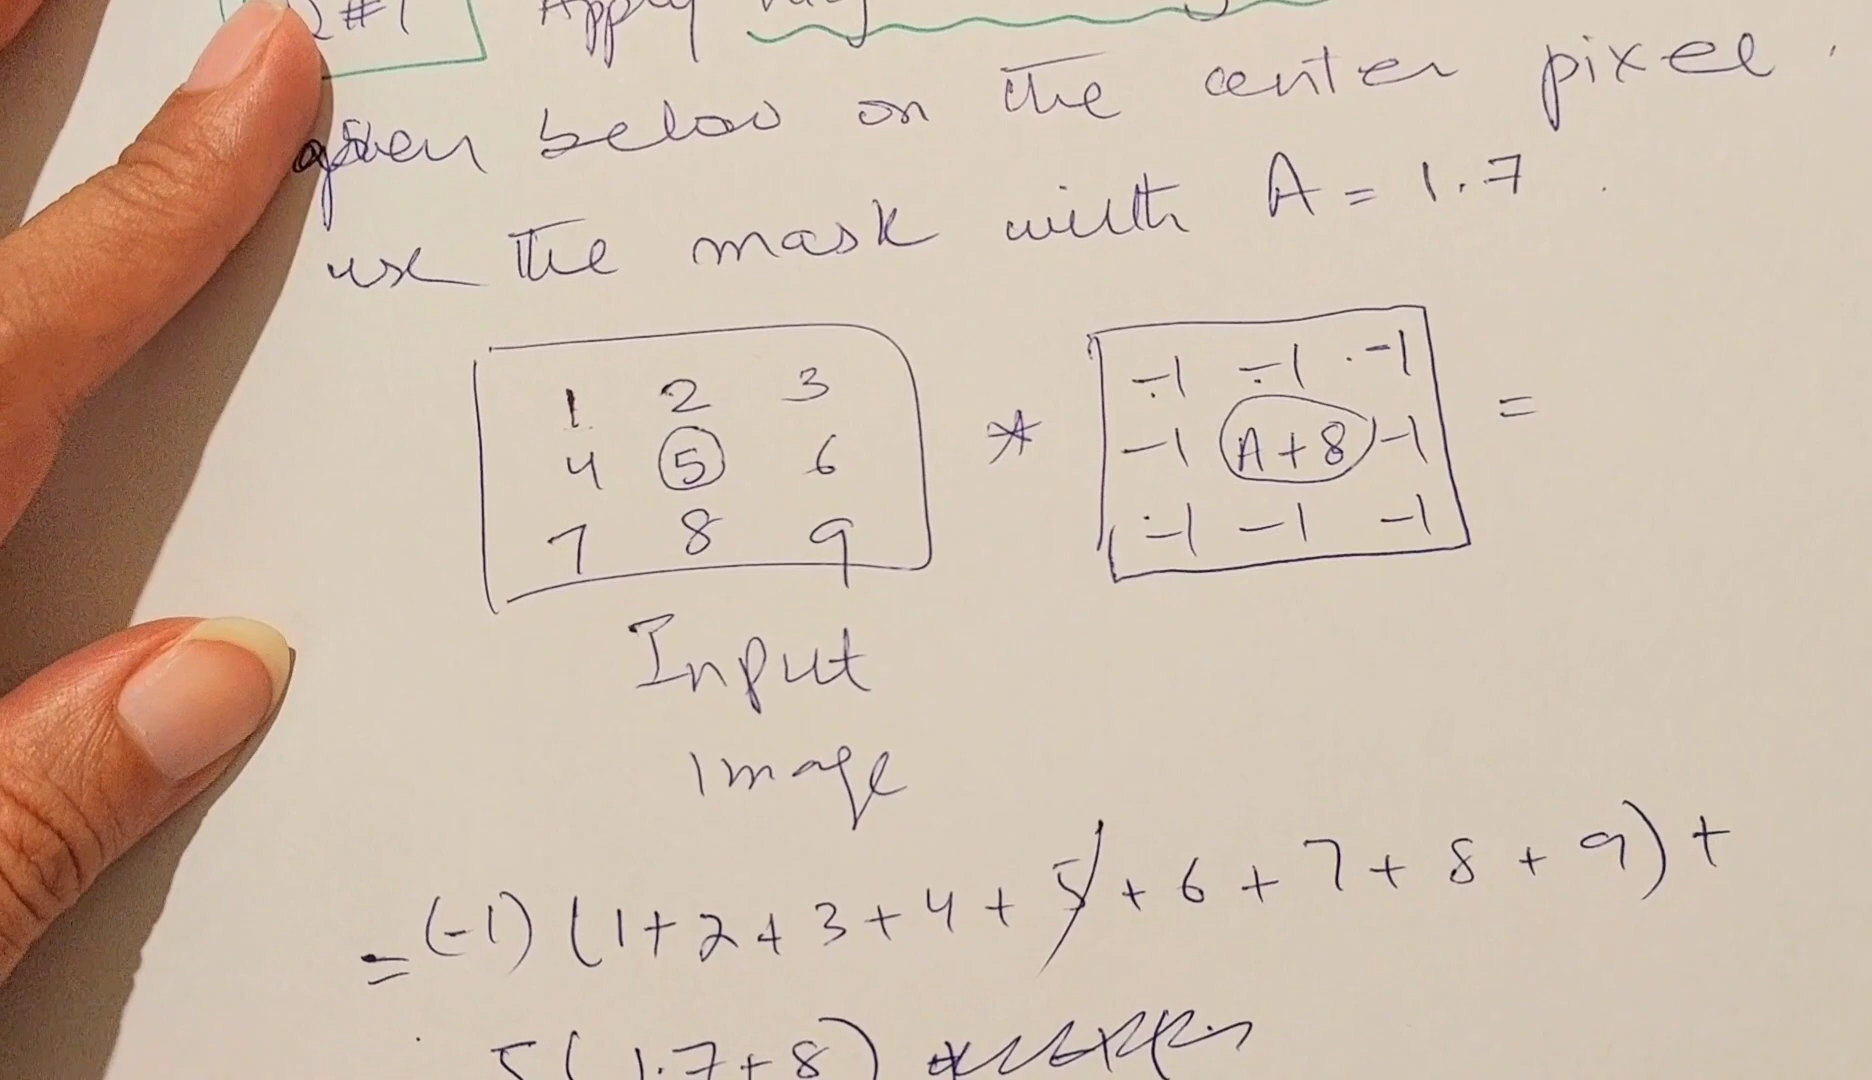 Q#1 Apply
given below on the center pixel.
use the mask with A = 1.7.
1 2 3 -1 -1 -1
4 5 6 * -1 A+8 -1 =
7 8 9 -1 -1 -1
Input
Image
= (-1) (1+2+3+4+5+6+7+8+9) +
5(1.7+8)